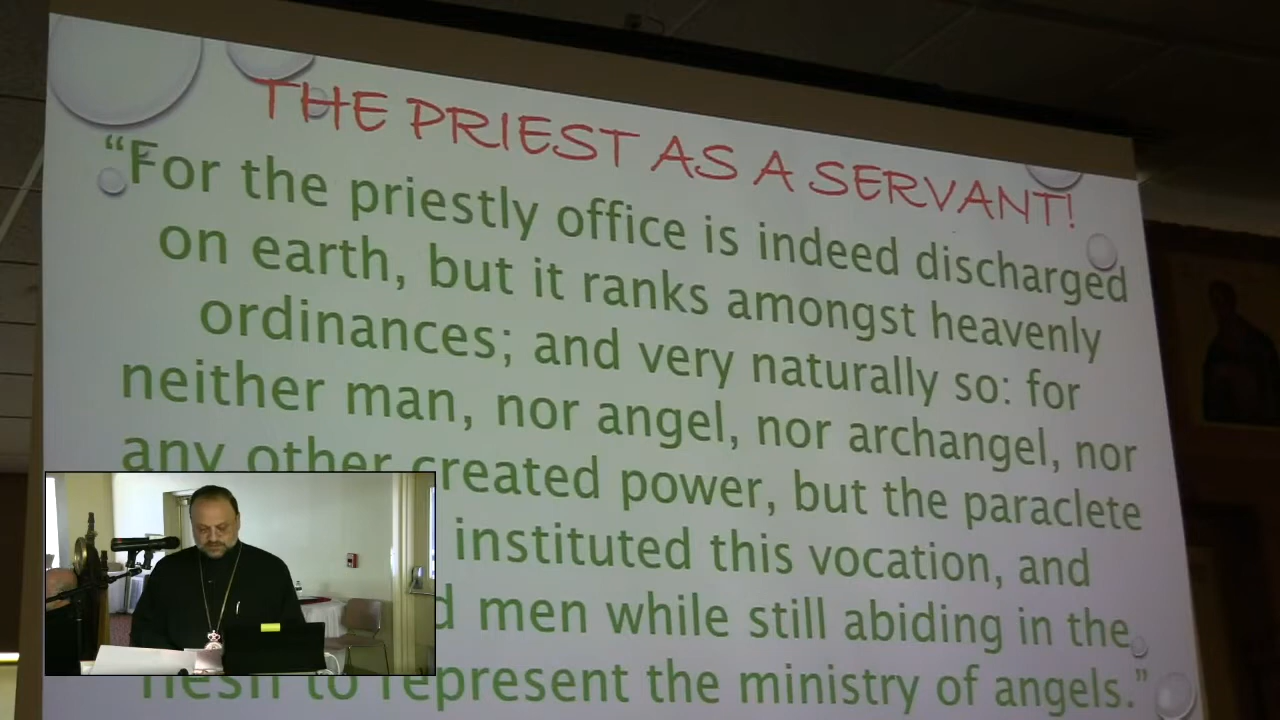 THE PRIEST AS A SERVANT!
“For the priestly office is indeed discharged
on earth, but it ranks amongst heavenly
ordinances; and very naturally so: for
neither man, nor angel, nor archangel, nor
any other created power, but the paraclete
instituted this vocation, and
men while still abiding in the
to represent the ministry of angels.”